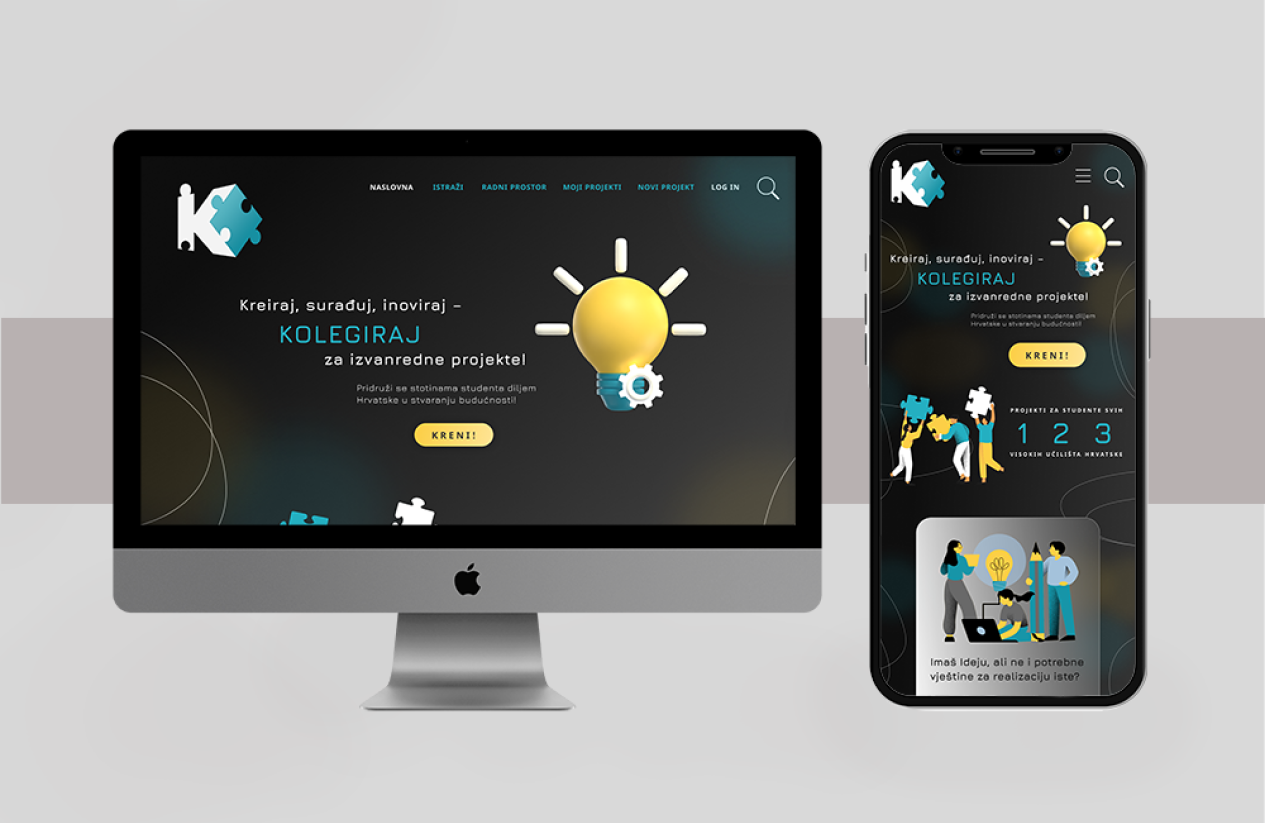 K
NASLOVNA ISTRAŽI RADNI PROSTOR MOJI PROJEKTI NOVI PROJEKT LOG IN
Kreiraj, surađuj, inoviraj –
KOLEGIRAJ
za izvanredne projekte!
Pridruži se stotinama studenta diljem
Hrvatske u stvaranju budućnosti!
KRENI!
K
Kreiraj, surađuj, inoviraj –
KOLEGIRAJ
za izvanredne projekte!
Pridruži se stotinama studenta diljem
Hrvatske u stvaranju budućnosti!
KRENI!
PROJEKTI ZA STUDENTE SVIH
1 2 3
VISOKIH UČILIŠTA HRVATSKE
Imaš Ideju, ali ne i potrebne
vještine za realizaciju iste?